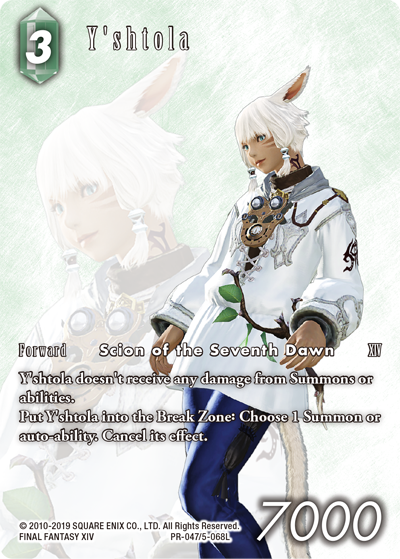 3
Y'shtola
Forward Scion of the Seventh Dawn XIV
Y'shtola doesn't receive any damage from Summons or
abilities.
Put Y'shtola into the Break Zone: Choose 1 Summon or
auto-ability. Cancel its effect.
© 2010-2019 SQUARE ENIX CO., LTD. All Rights Reserved.
FINAL FANTASY XIV PR-047/5-068L
7000